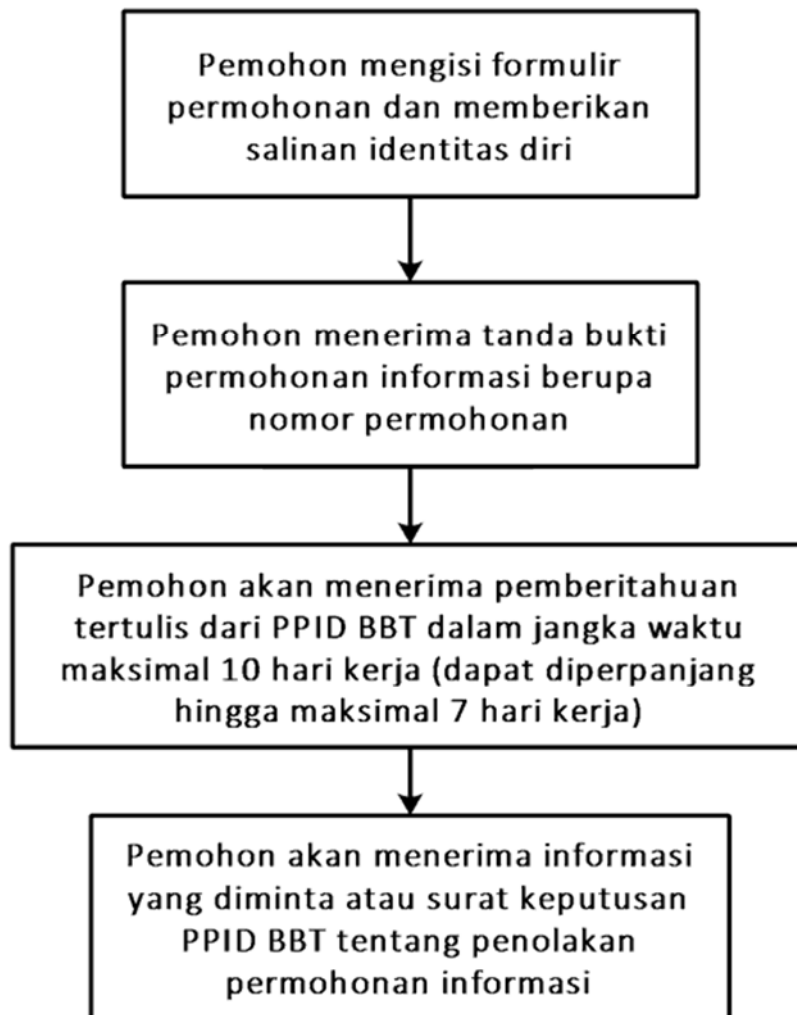 Pemohon mengisi formulir
permohonan dan memberikan
salinan identitas diri
Pemohon menerima tanda bukti
permohonan informasi berupa
nomor permohonan
Pemohon akan menerima pemberitahuan
tertulis dari PPID BBT dalam jangka waktu
maksimal 10 hari kerja (dapat diperpanjang
hingga maksimal 7 hari kerja)
Pemohon akan menerima informasi
yang diminta atau surat keputusan
PPID BBT tentang penolakan
permohonan informasi